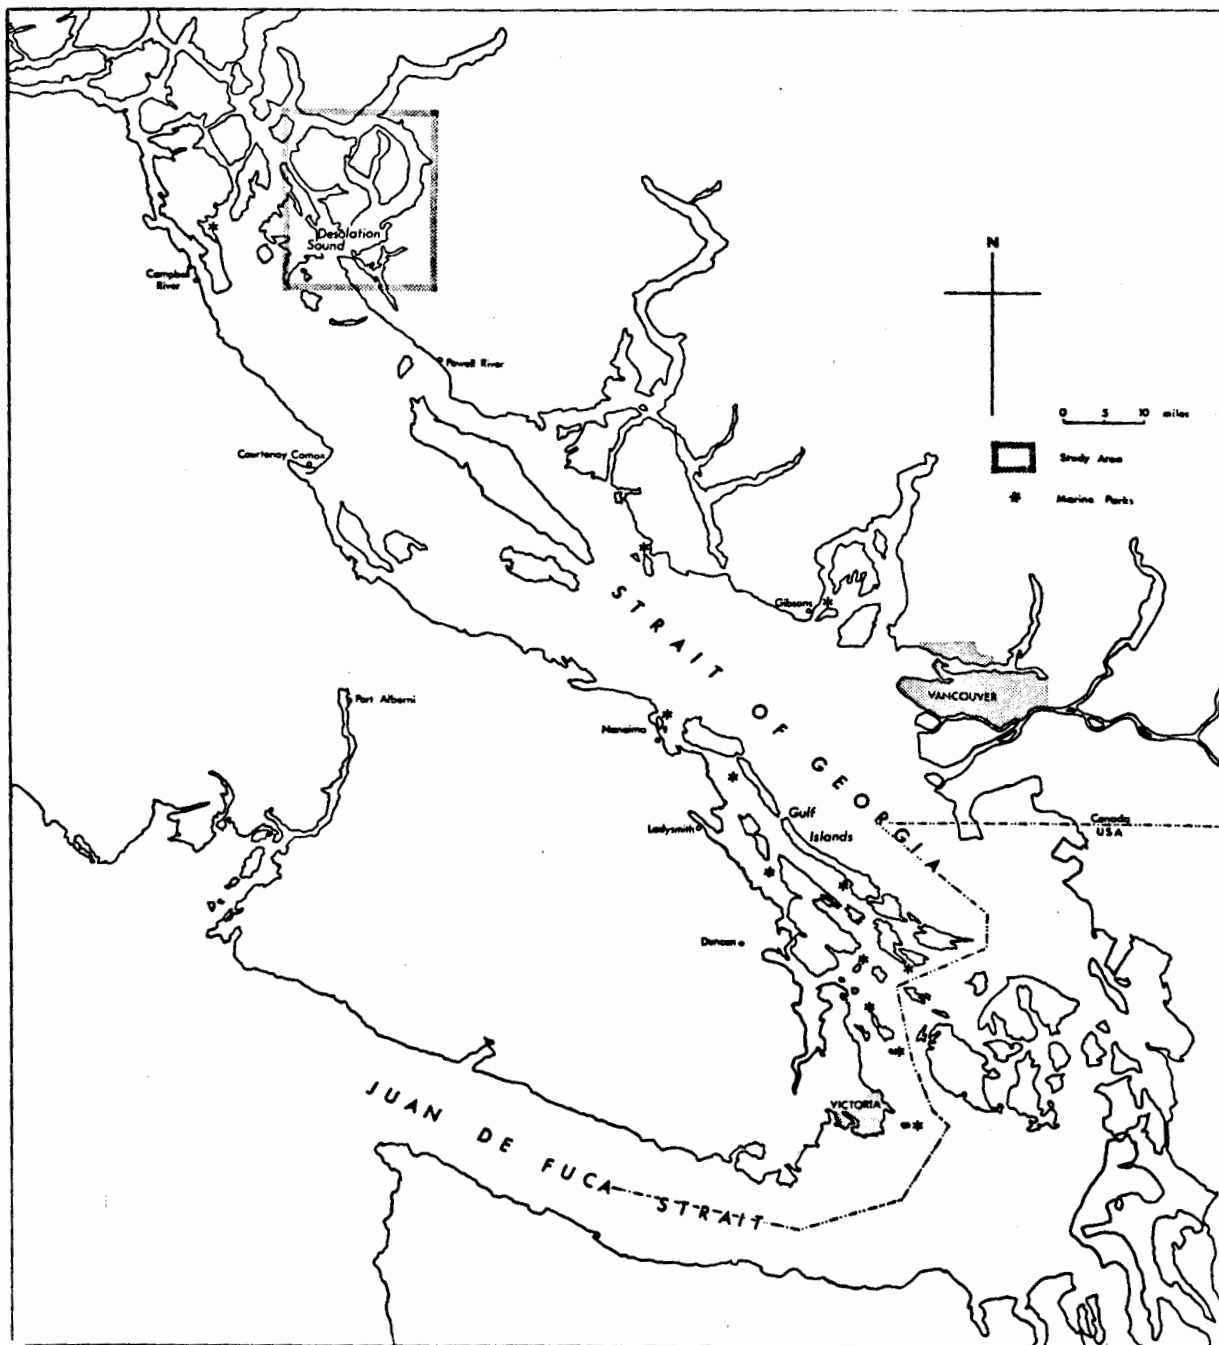 Desolation
Sound
Campbell
River
N
Powell River
0 5 10 miles
Courtenay Comox
Study Area
* Marine Parks
STRAIT OF GEORGIA
Gibsons
Port Alberni
VANCOUVER
Nanaimo
Gulf
Islands
Ladysmith
Canada
USA
Duncan
VICTORIA
JUAN DE FUCA STRAIT